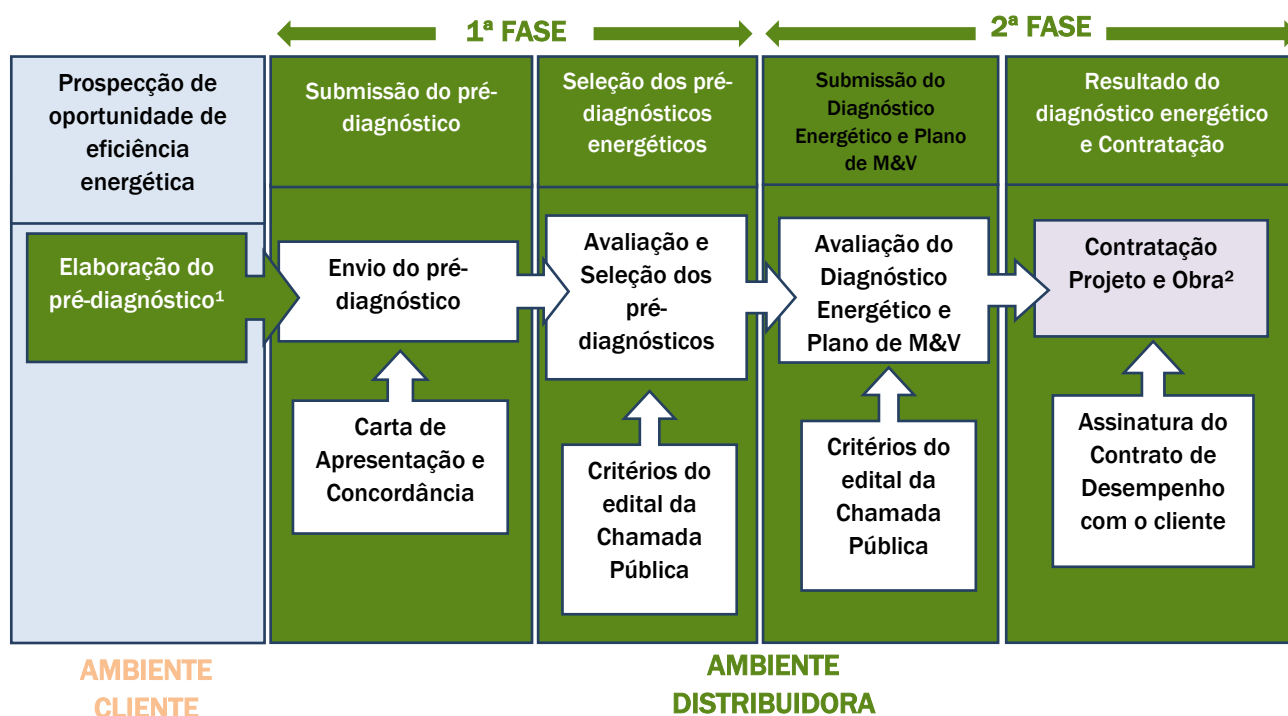 1ª FASE
2ª FASE
Prospecção de
oportunidade de
eficiência
energética
Submissão do pré-
diagnóstico
Seleção dos pré-
diagnósticos
energéticos
Submissão do
Diagnóstico
Energético e Plano
de M&V
Resultado do
diagnóstico energético
e Contratação
Elaboração do
pré-diagnóstico¹
Envio do pré-
diagnóstico
Avaliação e
Seleção dos
pré-
diagnósticos
Avaliação do
Diagnóstico
Energético e
Plano de M&V
Contratação
Projeto e Obra²
Carta de
Apresentação e
Concordância
Critérios do
edital da
Chamada
Pública
Critérios do
edital da
Chamada
Pública
Assinatura do
Contrato de
Desempenho
com o cliente
AMBIENTE
CLIENTE
AMBIENTE
DISTRIBUIDORA